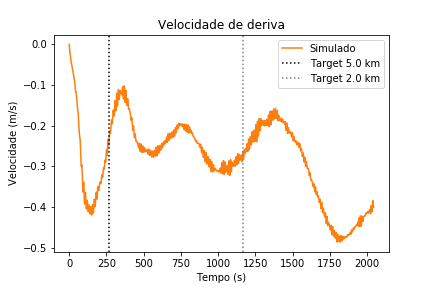 Velocidade de deriva
Simulado
Target 5.0 km
Target 2.0 km
Velocidade (m/s)
0.0
−0.1
−0.2
−0.3
−0.4
−0.5
0 250 500 750 1000 1250 1500 1750 2000
Tempo (s)